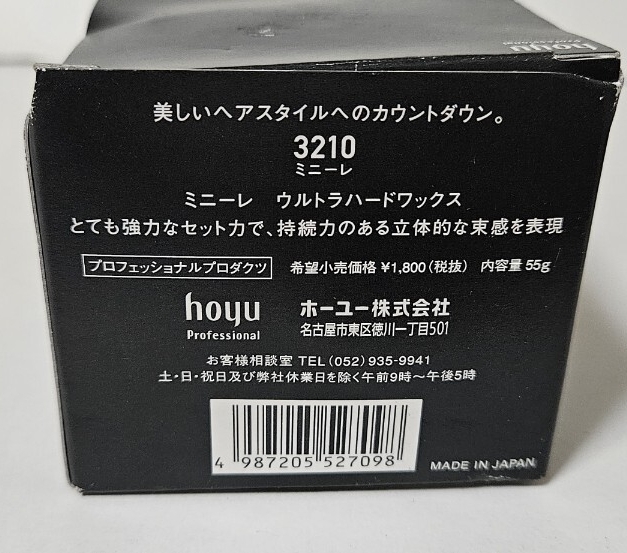 hoyu
Professional
美しいヘアスタイルへのカウントダウン。
3210
ミニーレ
ミニーレ　ウルトラハードワックス
とても強力なセット力で、持続力のある立体的な束感を表現
プロフェッショナルプロダクツ 希望小売価格 ¥1,800(税抜) 内容量 55g
hoyu ホーユー株式会社
Professional 名古屋市東区徳川一丁目501
お客様相談室 TEL(052)935-9941
土・日・祝日及び弊社休業日を除く午前9時〜午後5時
4 987205 527098
MADE IN JAPAN